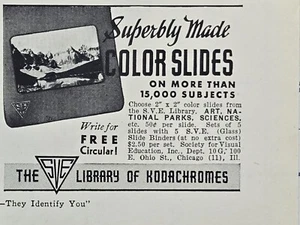 Superbly Made
COLOR SLIDES
ON MORE THAN
15,000 SUBJECTS
Choose 2" x 2" color slides from
the S.V.E. Library, ART, NA-
TIONAL PARKS, SCIENCES,
etc. 50¢ per slide. Sets of 5
slides with 5 S.V.E. (Glass)
Slide Binders (at no extra cost)
$2.50 per set. Society for Visual
Education, Inc., Dept. 10G, 100
E. Ohio St., Chicago (11), Ill.
Write for
FREE
Circular!
THE SVE LIBRARY OF KODACHROMES
—They Identify You"